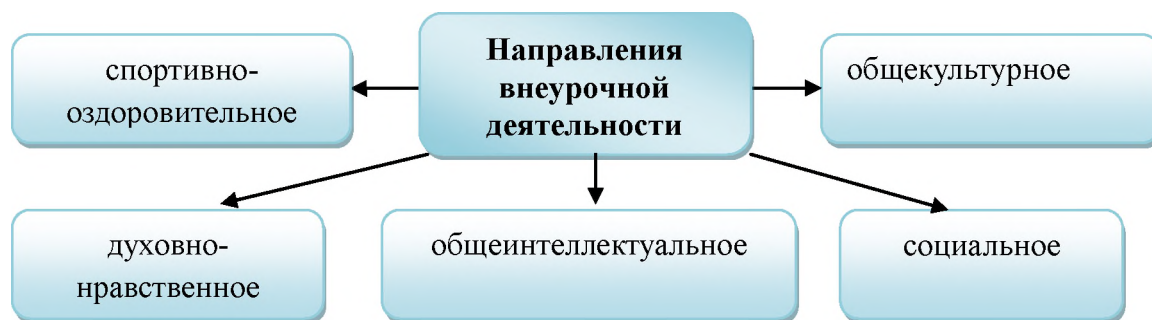 Направления
внеурочной
деятельности
спортивно-
оздоровительное
общекультурное
духовно-
нравственное
общеинтеллектуальное
социальное